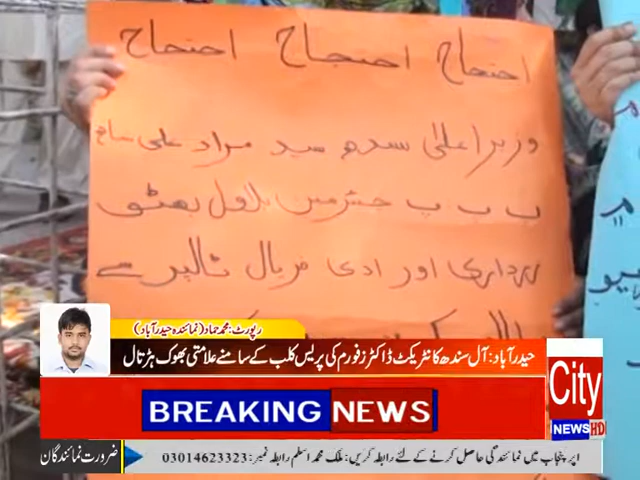 احتجاج احتجاج احتجاج
وزیر اعلیٰ سندھ سید مراد علی شاھ
پ پ پ چیئرمین بلاول بھٹو
زرداری اور ادی فریال تالپر سے
رپورٹ: محمد حماد (نمائندہ حیدرآباد)
حیدرآباد: آل سندھ کانٹریکٹ ڈاکٹرز فورم کی پریس کلب کے سامنے علامتی بھوک ہڑتال
City
NEWS HD
BREAKING NEWS
ضرورت نمائندگان
اپر پنجاب میں نمائندگی حاصل کرنے کے لئے رابطہ کریں: ملک محمد اسلم رابطہ نمبر: 03014623323